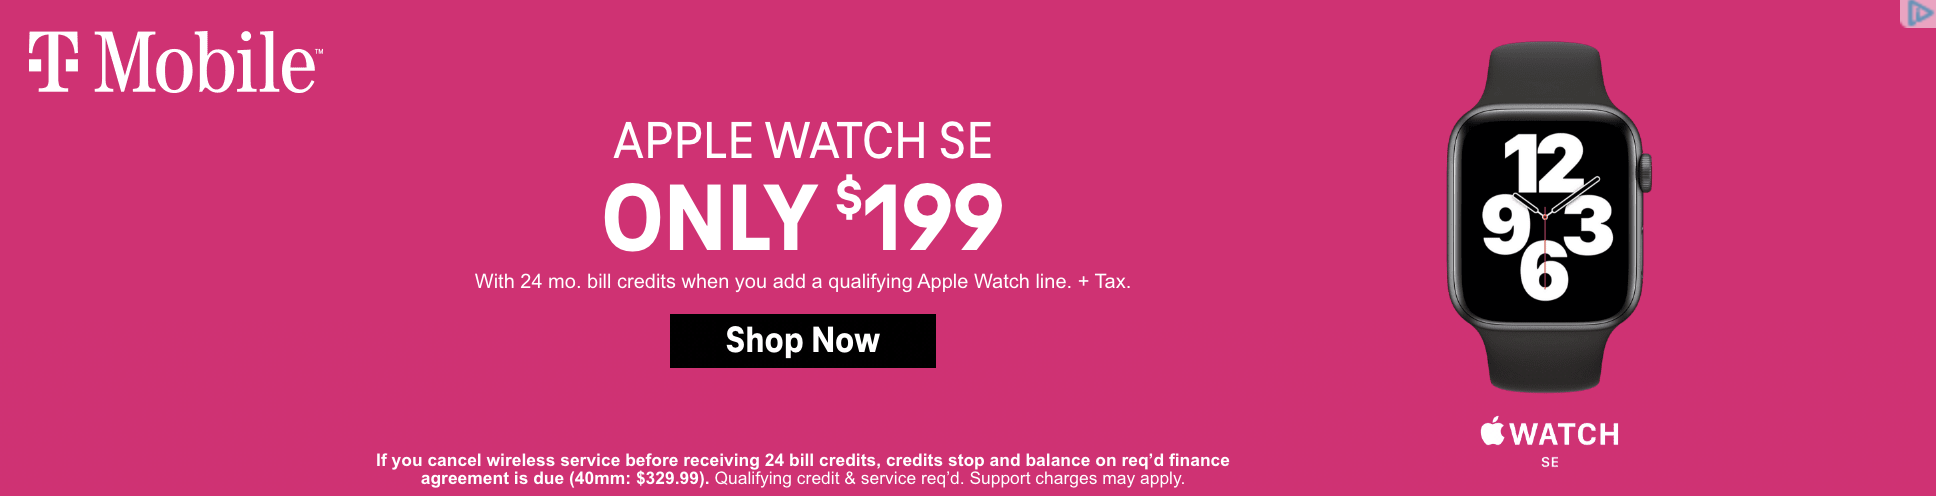 T Mobile™
APPLE WATCH SE
ONLY $199
With 24 mo. bill credits when you add a qualifying Apple Watch line. + Tax.
Shop Now
If you cancel wireless service before receiving 24 bill credits, credits stop and balance on req’d finance
agreement is due (40mm: $329.99). Qualifying credit & service req’d. Support charges may apply.
12
9 3
6
WATCH
SE